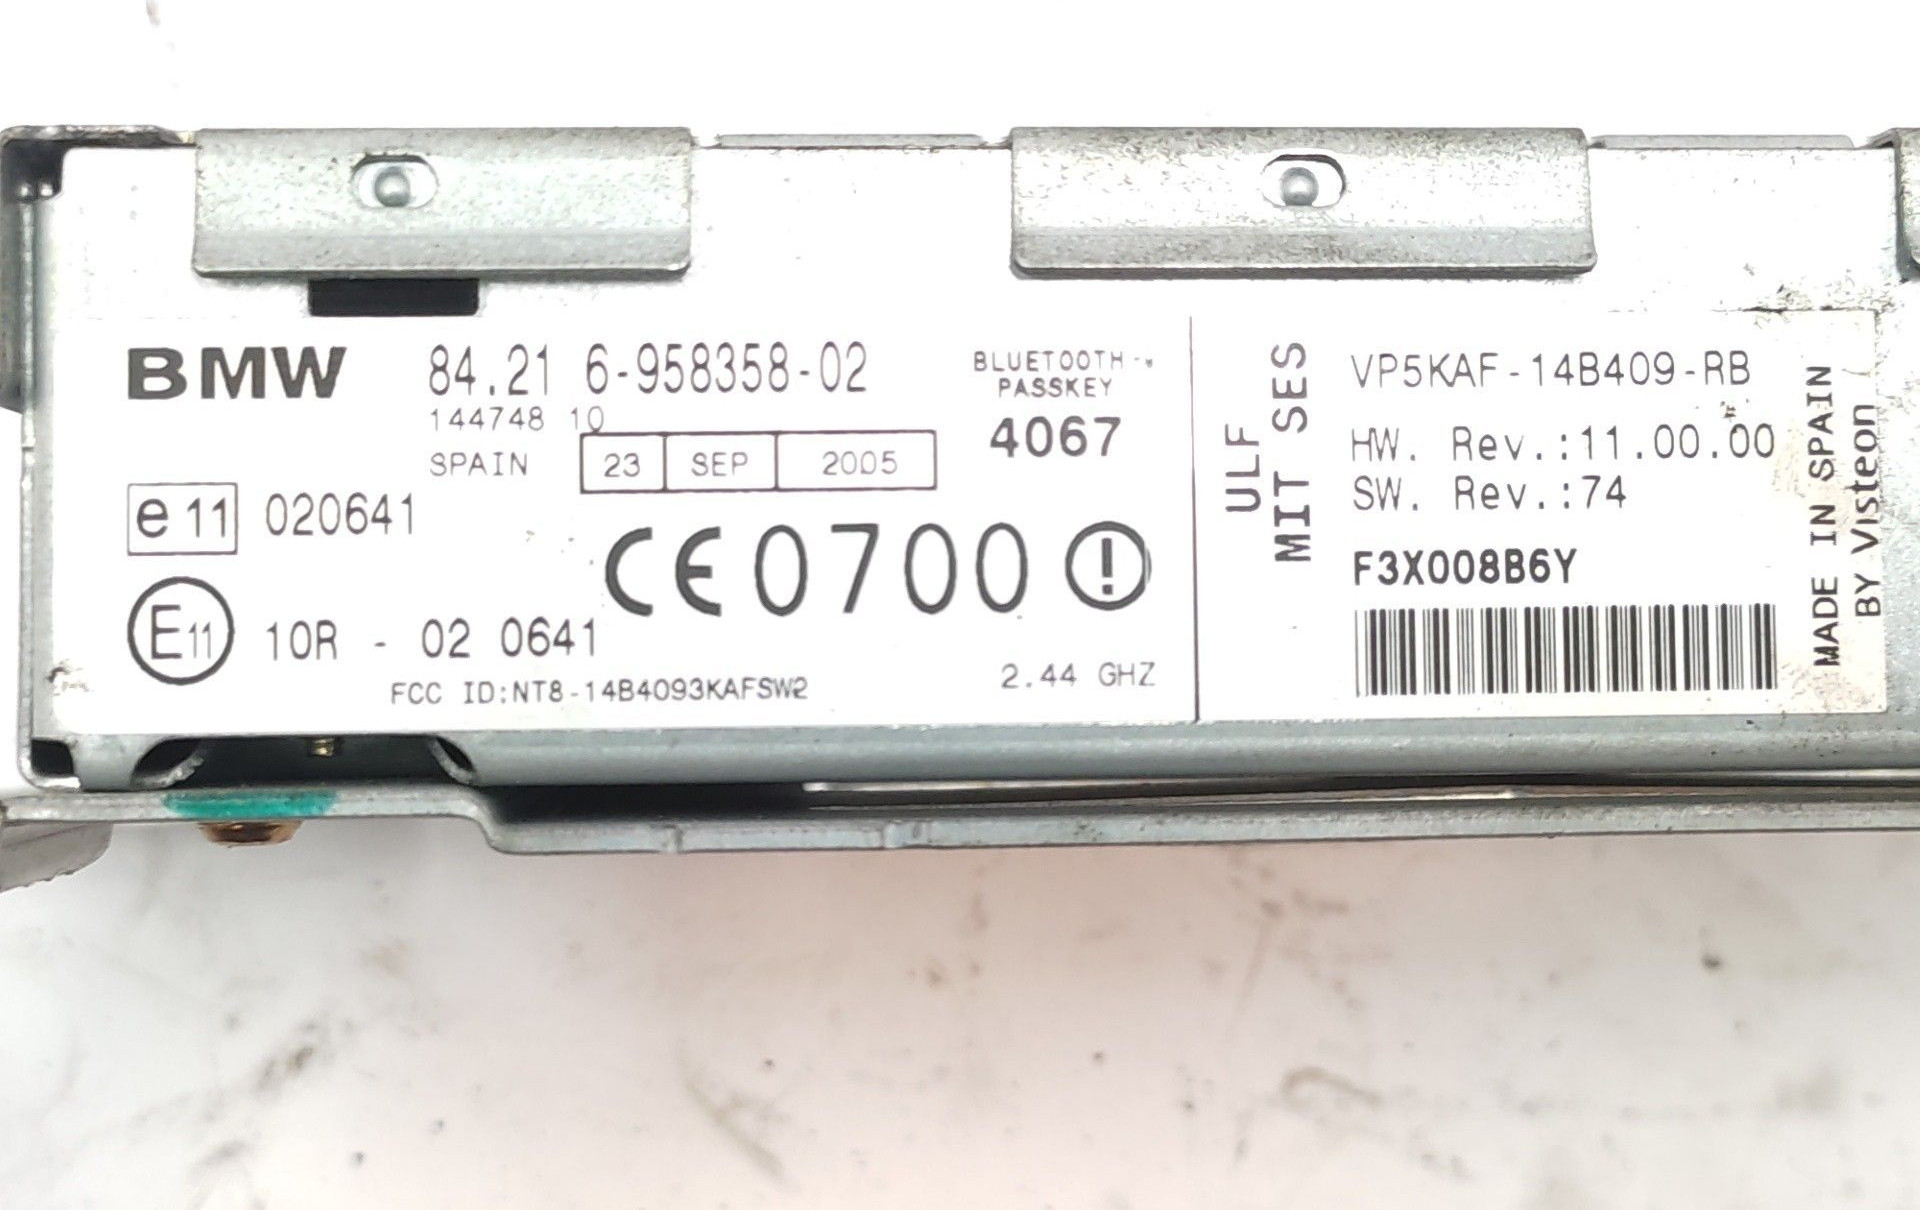 BMW 84.21 6-958358-02
144748 10
SPAIN 23 SEP 2005
BLUETOOTH
PASSKEY
4067
e 11 020641
CE0700
E11 10R - 02 0641
FCC ID:NT8-14B4093KAFSW2
2.44 GHZ
ULF
MIT SES
VP5KAF-14B409-RB
HW. Rev.:11.00.00
SW. Rev.:74
F3X008B6Y
MADE IN SPAIN
BY Visteon